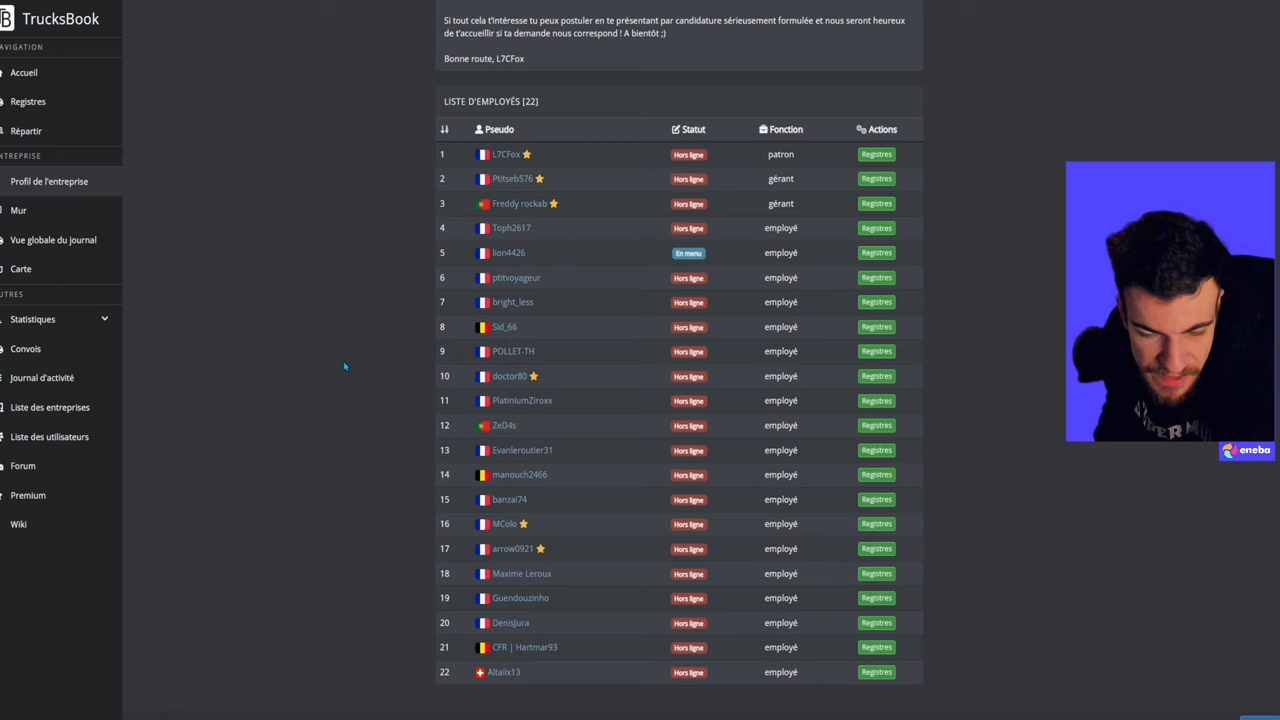 TrucksBook
AVIGATION
Accueil
Registres
Répartir
NTREPRISE
Profil de l'entreprise
Mur
Vue globale du journal
Carte
UTRES
Statistiques
Convois
Journal d'activité
Liste des entreprises
Liste des utilisateurs
Forum
Premium
Wiki
Si tout cela t'intéresse tu peux postuler en te présentant par candidature sérieusement formulée et nous seront heureux
de t'accueillir si ta demande nous correspond ! A bientôt ;)
Bonne route, L7CFox
LISTE D'EMPLOYÉS [22]
Pseudo Statut Fonction Actions
1 L7CFox Hors ligne patron Registres
2 Ptitseb576 Hors ligne gérant Registres
3 Freddy rockab Hors ligne gérant Registres
4 Toph2617 Hors ligne employé Registres
5 lion4426 En menu employé Registres
6 ptitvoyageur Hors ligne employé Registres
7 bright_less Hors ligne employé Registres
8 Sid_66 Hors ligne employé Registres
9 POLLET-TH Hors ligne employé Registres
10 doctor80 Hors ligne employé Registres
11 PlatiniumZiroxx Hors ligne employé Registres
12 ZeD4s Hors ligne employé Registres
13 Evanleroutier31 Hors ligne employé Registres
14 manouch2466 Hors ligne employé Registres
15 banzai74 Hors ligne employé Registres
16 MColo Hors ligne employé Registres
17 arrow0921 Hors ligne employé Registres
18 Maxime Leroux Hors ligne employé Registres
19 Guendouzinho Hors ligne employé Registres
20 DenisJura Hors ligne employé Registres
21 CFR | Hartmar93 Hors ligne employé Registres
22 Altaiix13 Hors ligne employé Registres
eneba